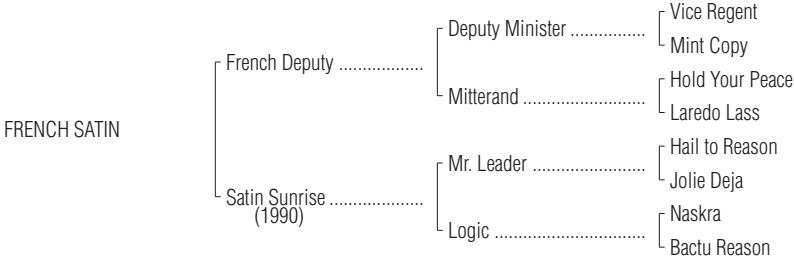 Vice Regent
Deputy Minister ................
Mint Copy
French Deputy ..................
Hold Your Peace
Mitterand ..........................
Laredo Lass
FRENCH SATIN
Hail to Reason
Mr. Leader ........................
Jolie Deja
Satin Sunrise ....................
(1990)
Naskra
Logic ................................
Bactu Reason